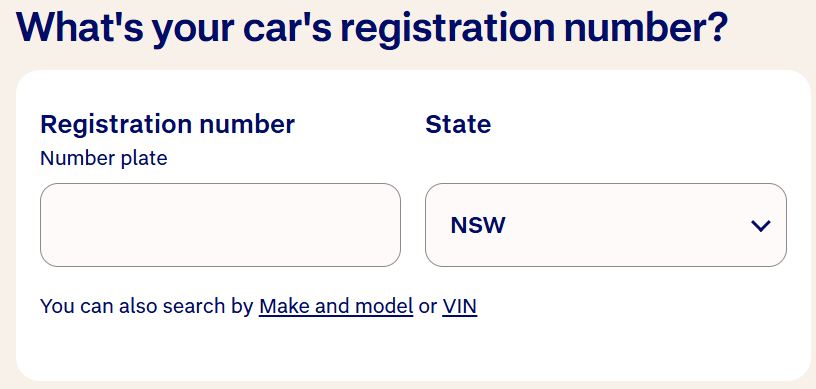 What's your car's registration number?
Registration number
State
Number plate
NSW
You can also search by Make and model or VIN